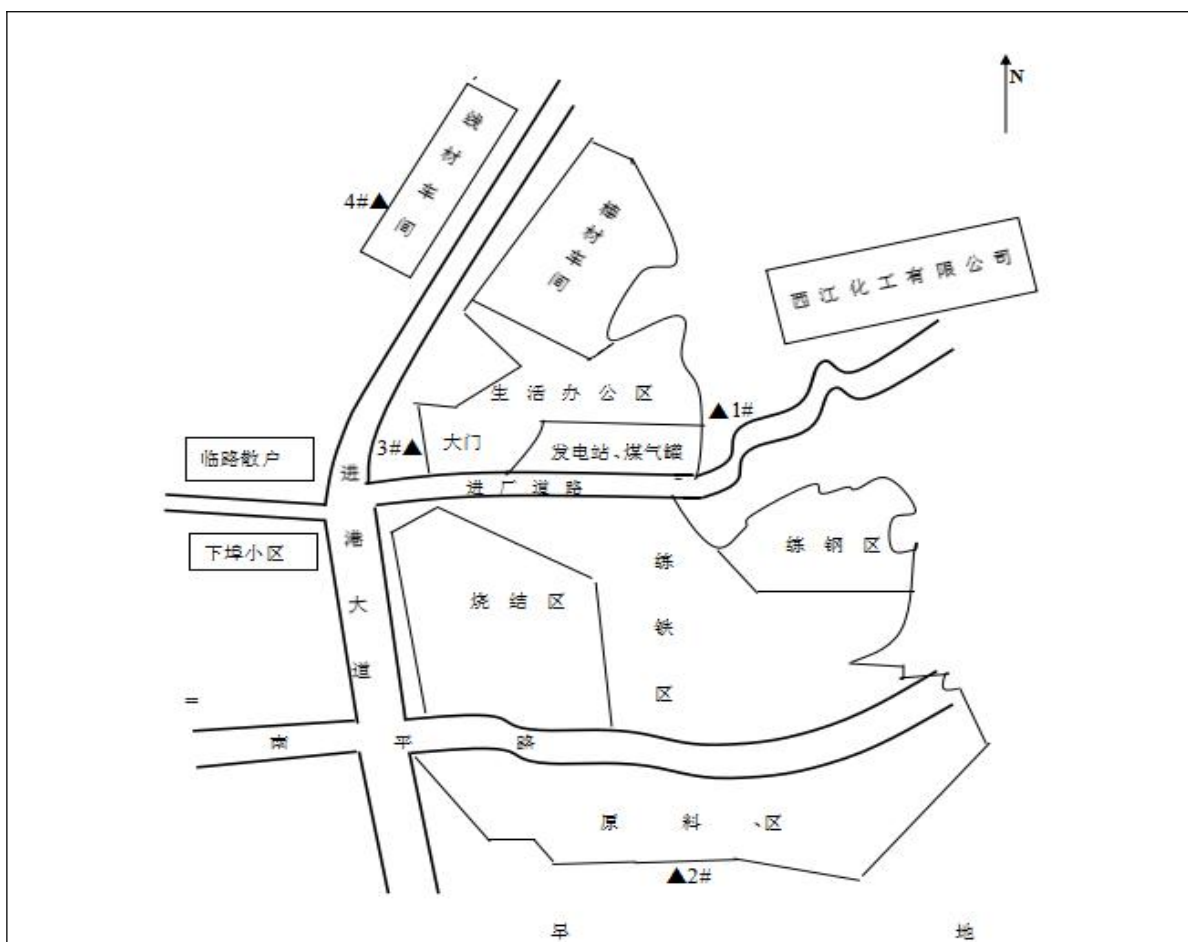 N
线材车间
4#▲
棒材车间
西江化工有限公司
生活办公区
▲1#
3#▲
大门
发电站、煤气罐
临路散户
进厂道路
进港大道
下埠小区
练钢区
烧结区
练铁区
=
南平路
原料、区
▲2#
旱地